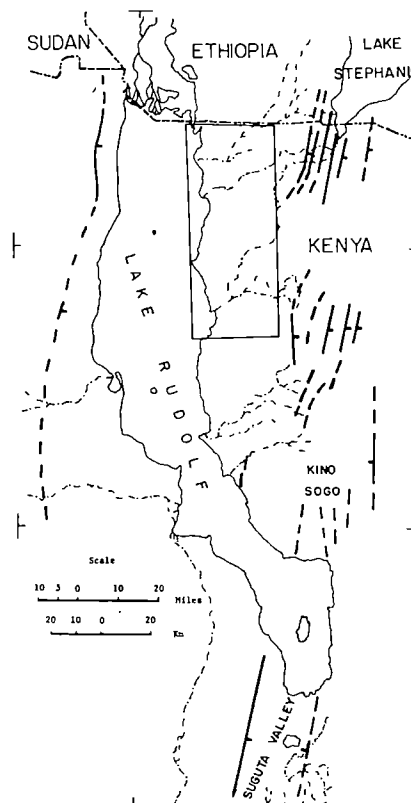 SUDAN
ETHIOPIA
LAKE
STEPHANI
KENYA
LAKE RUDOLF
KINO
SOGO
Scale
10 5 0 10 20
Miles
20 10 0 20
Km
SUGUTA VALLEY